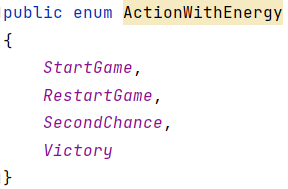 public enum ActionWithEnergy
{
StartGame,
RestartGame,
SecondChance,
Victory
}